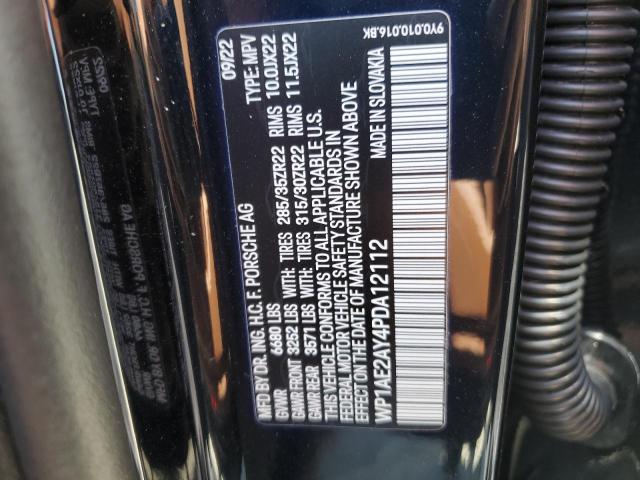 MFD BY DR. ING. H.C. F. PORSCHE AG 09/22
GVWR 6680 LBS TYPE: MPV
GAWR FRONT 3252 LBS WITH: TIRES 285/35ZR22 RIMS 10.0JX22
GAWR REAR 3571 LBS WITH: TIRES 315/30ZR22 RIMS 11.5JX22
THIS VEHICLE CONFORMS TO ALL APPLICABLE U.S.
FEDERAL MOTOR VEHICLE SAFETY STANDARDS IN
EFFECT ON THE DATE OF MANUFACTURE SHOWN ABOVE
WP1AE2AY4PDA12112 MADE IN SLOVAKIA
9Y0.010.016.BK